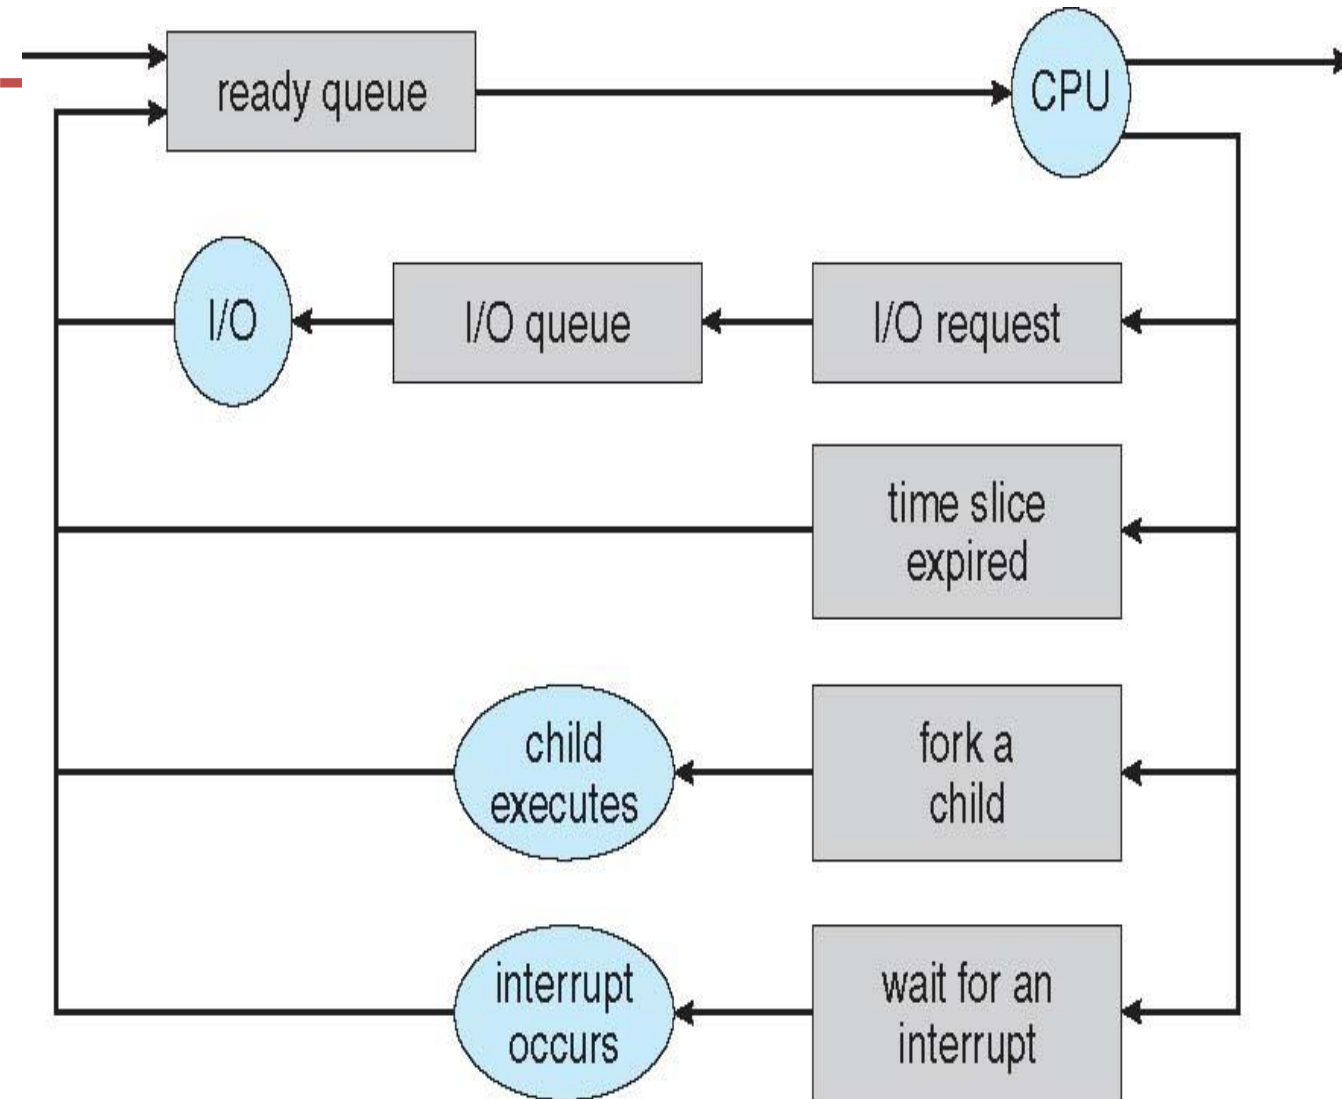 ready queue
CPU
I/O
I/O queue
I/O request
time slice
expired
child
executes
fork a
child
interrupt
occurs
wait for an
interrupt